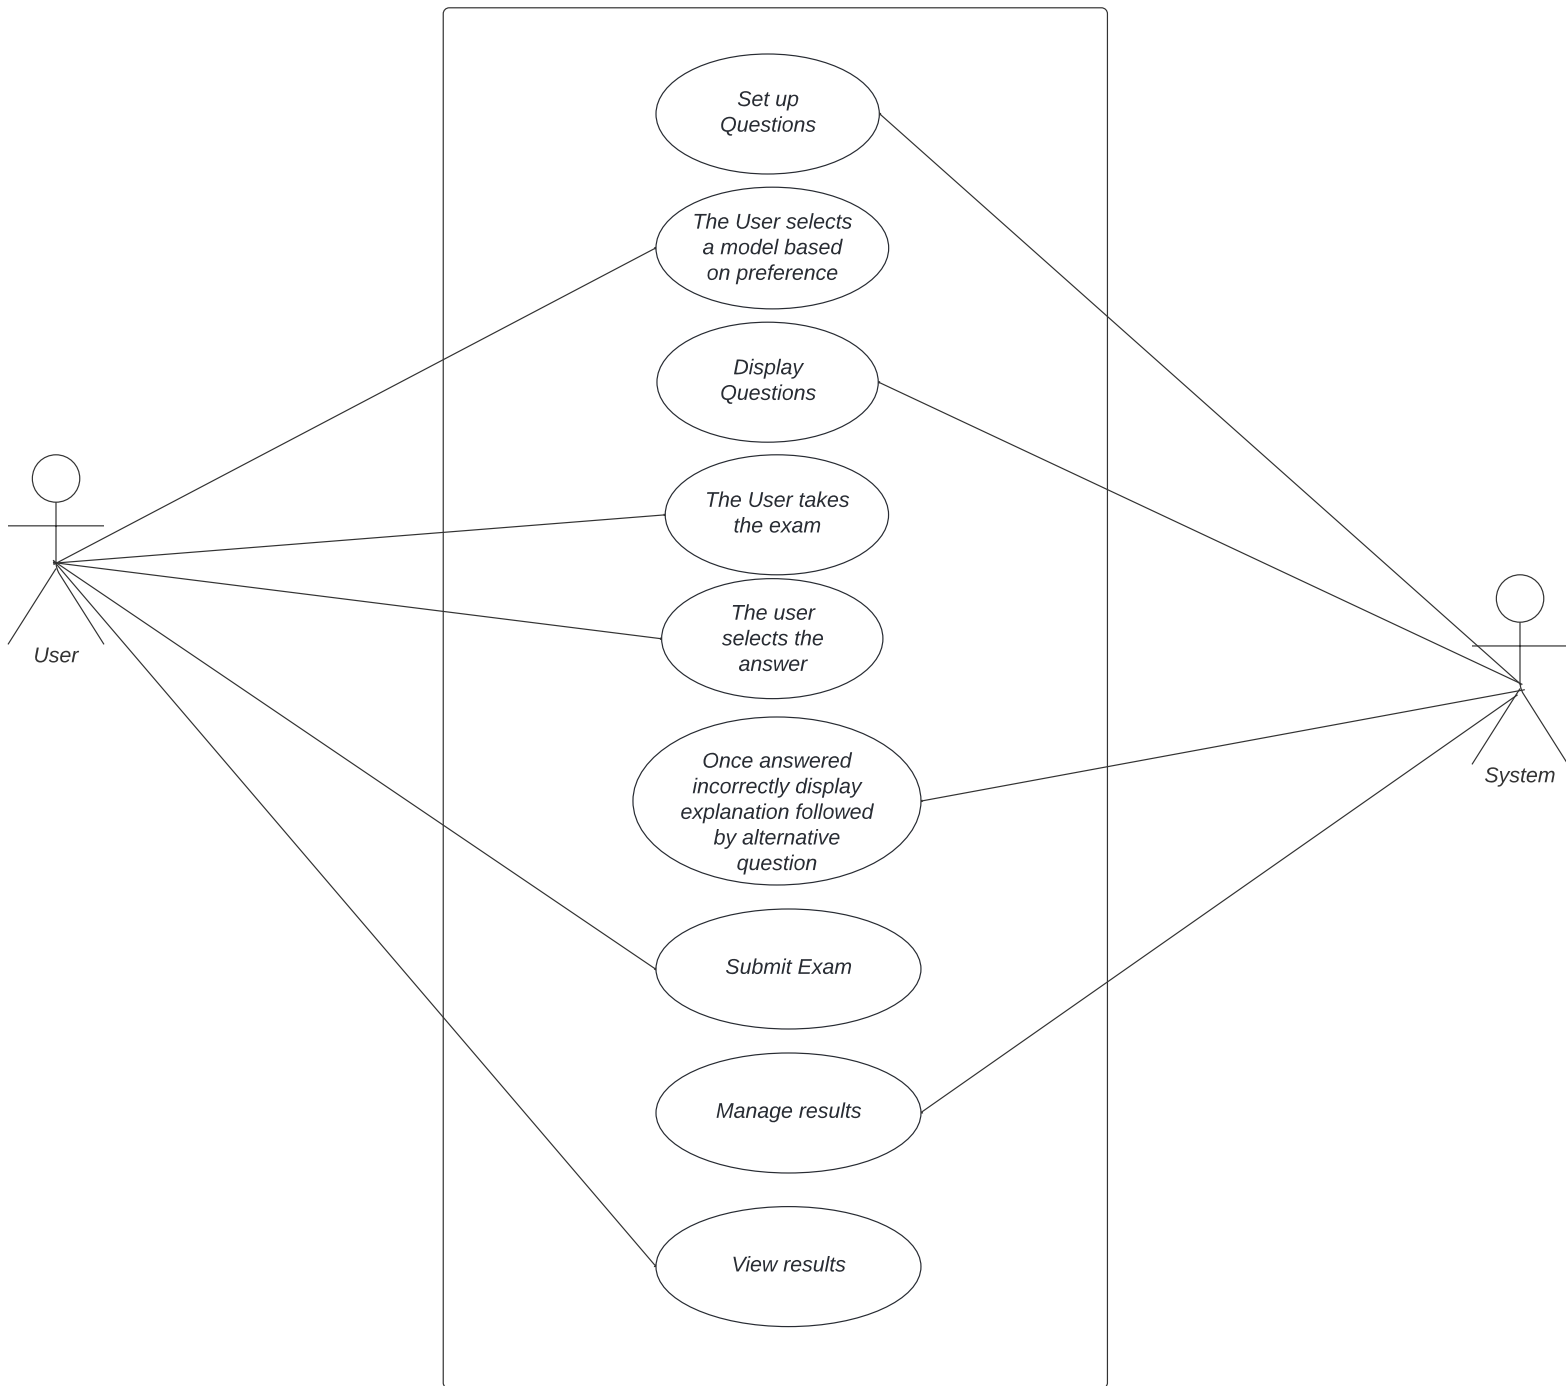 Set up
Questions
The User selects
a model based
on preference
Display
Questions
The User takes
the exam
The user
selects the
answer
User
Once answered
incorrectly display
explanation followed
by alternative
question
System
Submit Exam
Manage results
View results